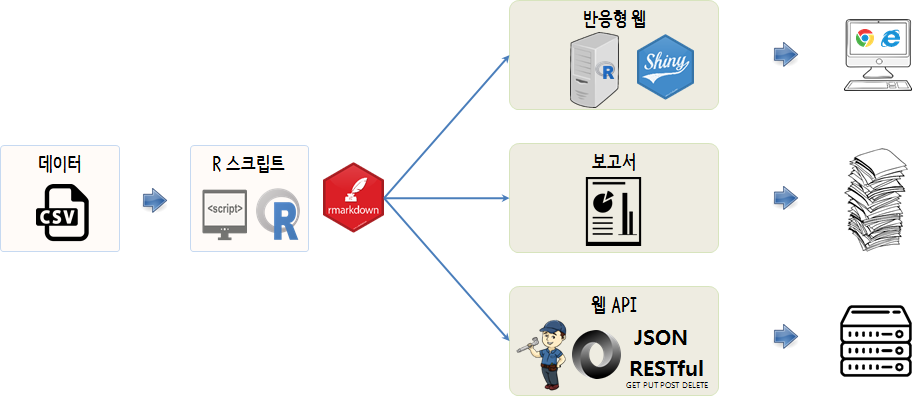 데이터
CSV
R 스크립트
<script>
R
rmarkdown
반응형 웹
R
Shiny
보고서
웹 API
JSON
RESTful
GET PUT POST DELETE